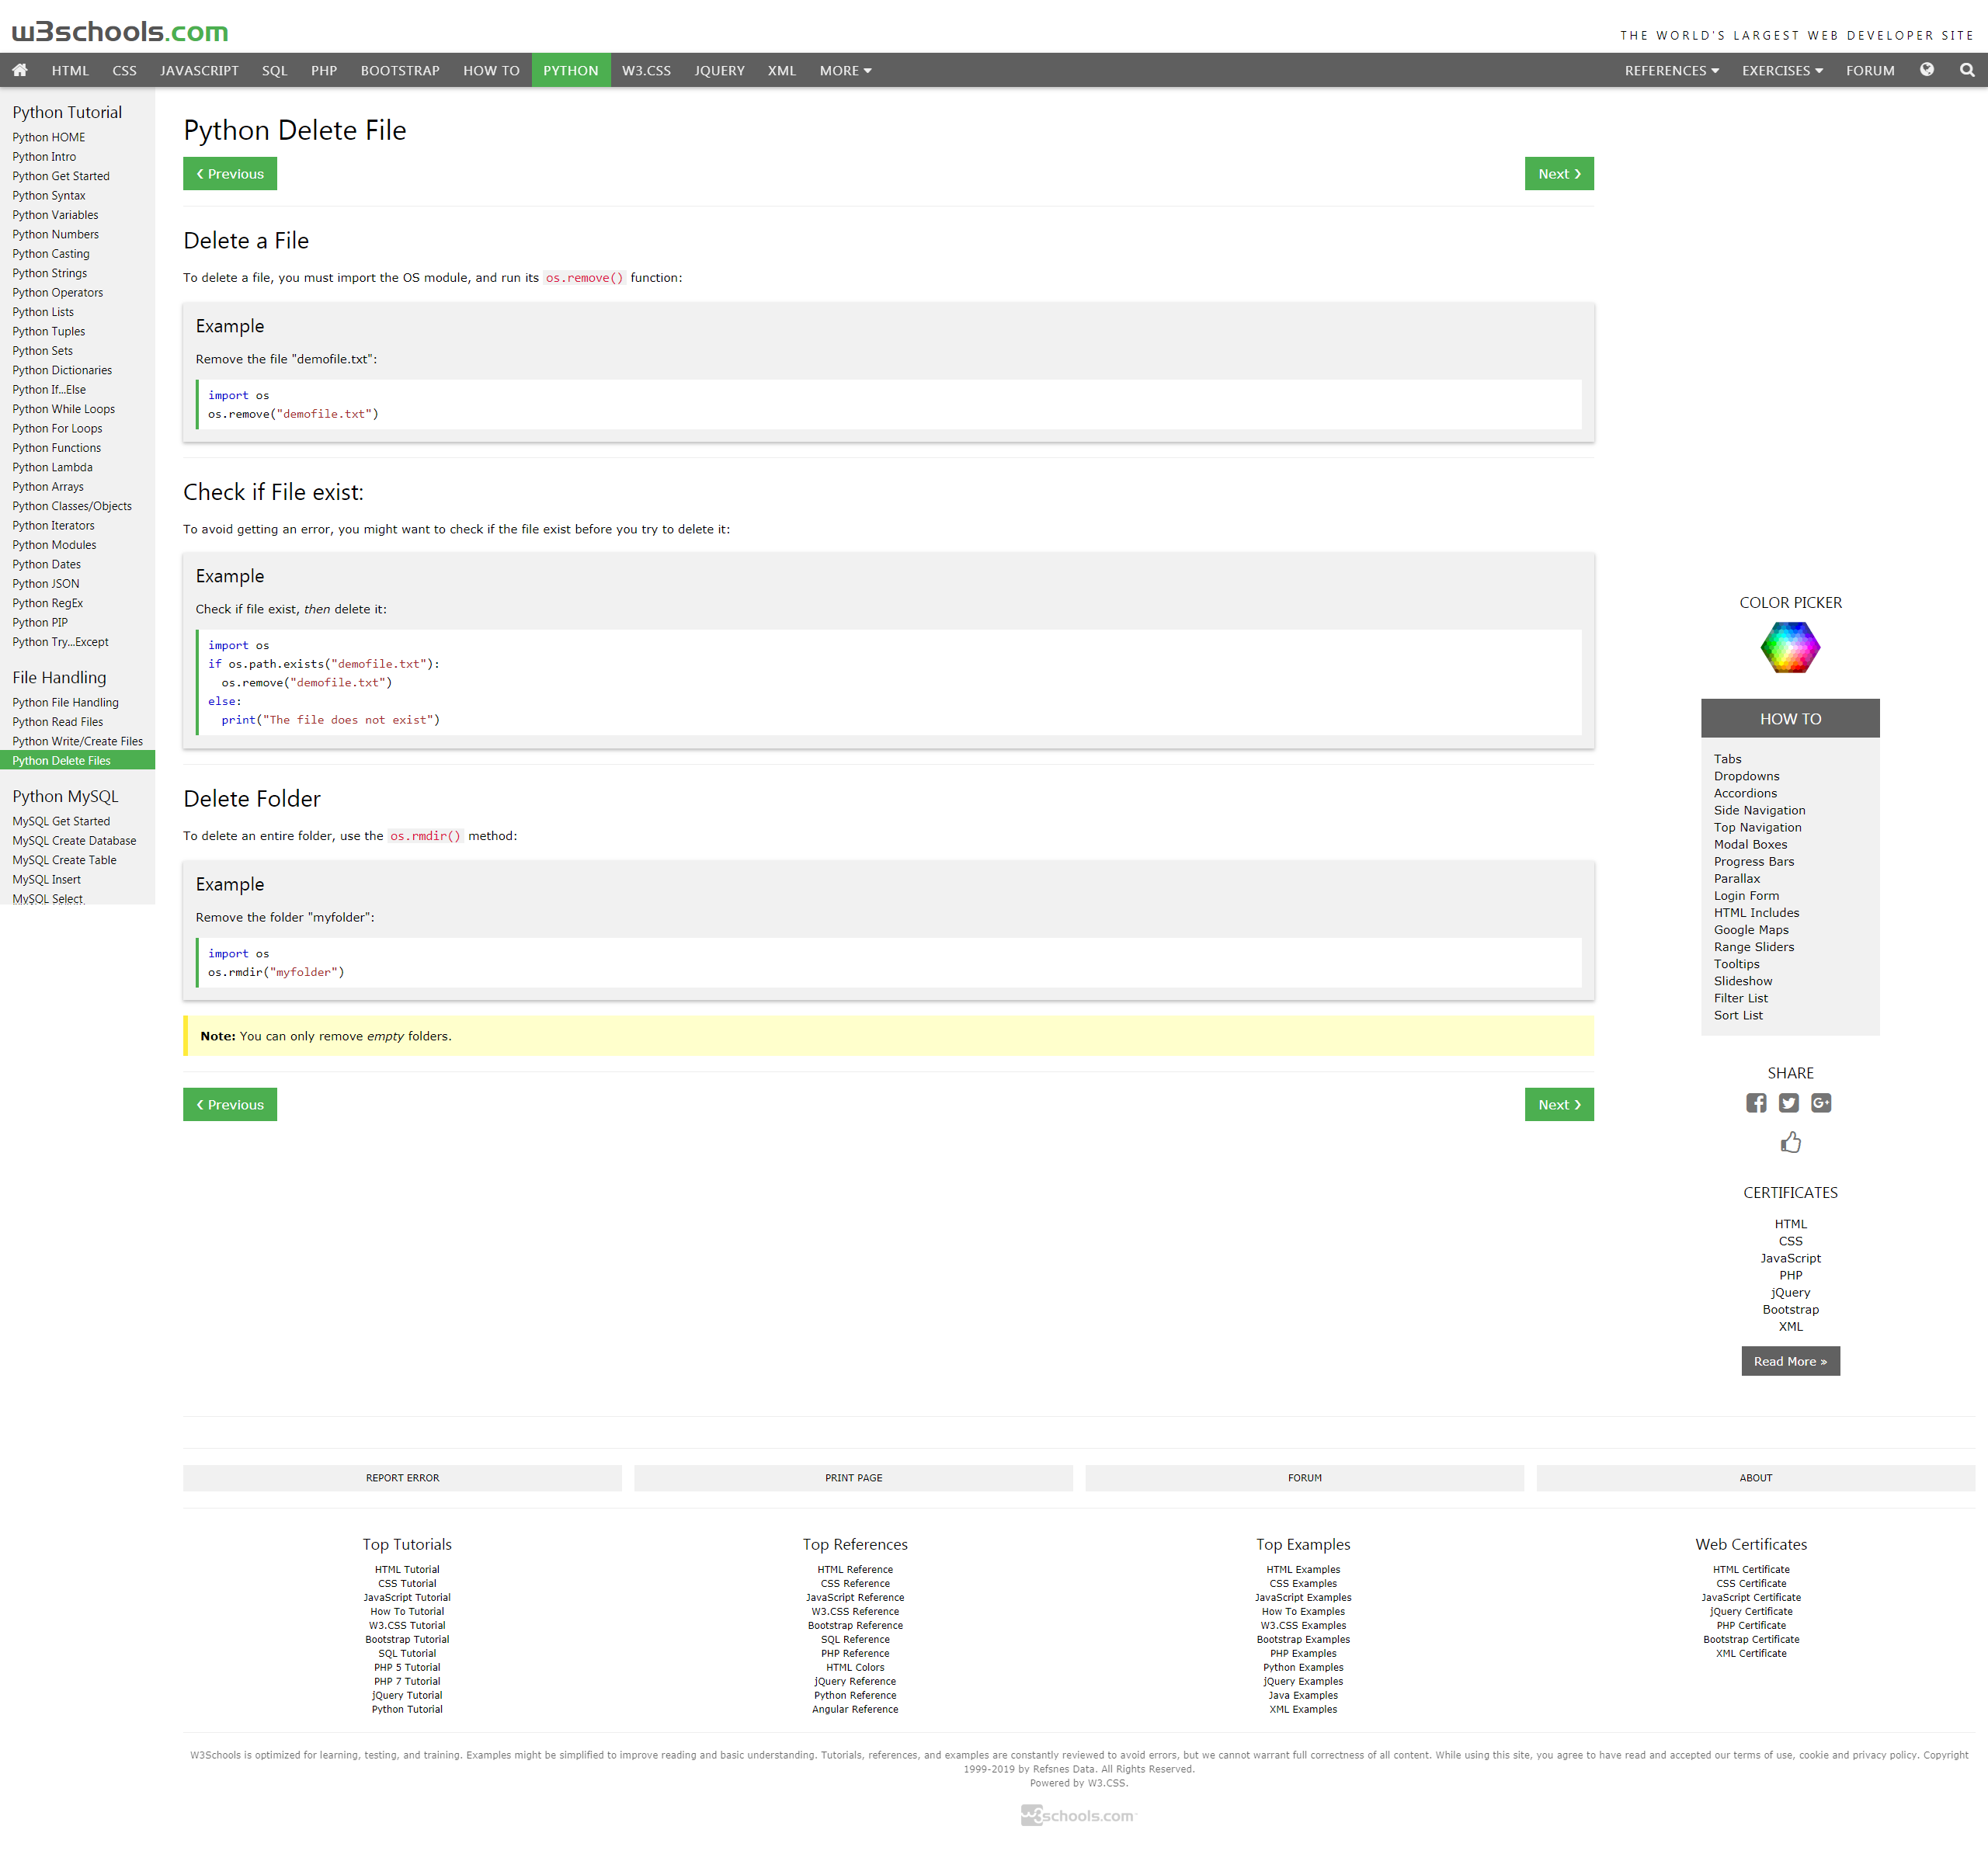 w3schools.com
THE WORLD'S LARGEST WEB DEVELOPER SITE
HTML CSS JAVASCRIPT SQL PHP BOOTSTRAP HOW TO PYTHON W3.CSS JQUERY XML MORE REFERENCES EXERCISES FORUM
Python Tutorial
Python HOME
Python Intro
Python Get Started
Python Syntax
Python Variables
Python Numbers
Python Casting
Python Strings
Python Operators
Python Lists
Python Tuples
Python Sets
Python Dictionaries
Python If...Else
Python While Loops
Python For Loops
Python Functions
Python Lambda
Python Arrays
Python Classes/Objects
Python Iterators
Python Modules
Python Dates
Python JSON
Python RegEx
Python PIP
Python Try...Except
File Handling
Python File Handling
Python Read Files
Python Write/Create Files
Python Delete Files
Python MySQL
MySQL Get Started
MySQL Create Database
MySQL Create Table
MySQL Insert
MySQL Select
Python Delete File
❮ Previous
Next ❯
Delete a File
To delete a file, you must import the OS module, and run its os.remove() function:
Example
Remove the file "demofile.txt":
import os
os.remove("demofile.txt")
Check if File exist:
To avoid getting an error, you might want to check if the file exist before you try to delete it:
Example
Check if file exist, then delete it:
import os
if os.path.exists("demofile.txt"):
  os.remove("demofile.txt")
else:
  print("The file does not exist")
Delete Folder
To delete an entire folder, use the os.rmdir() method:
Example
Remove the folder "myfolder":
import os
os.rmdir("myfolder")
Note: You can only remove empty folders.
❮ Previous
Next ❯
COLOR PICKER
HOW TO
Tabs
Dropdowns
Accordions
Side Navigation
Top Navigation
Modal Boxes
Progress Bars
Parallax
Login Form
HTML Includes
Google Maps
Range Sliders
Tooltips
Slideshow
Filter List
Sort List
SHARE
CERTIFICATES
HTML
CSS
JavaScript
PHP
jQuery
Bootstrap
XML
Read More »
REPORT ERROR
PRINT PAGE
FORUM
ABOUT
Top Tutorials
HTML Tutorial
CSS Tutorial
JavaScript Tutorial
How To Tutorial
W3.CSS Tutorial
Bootstrap Tutorial
SQL Tutorial
PHP 5 Tutorial
PHP 7 Tutorial
jQuery Tutorial
Python Tutorial
Top References
HTML Reference
CSS Reference
JavaScript Reference
W3.CSS Reference
Bootstrap Reference
SQL Reference
PHP Reference
HTML Colors
jQuery Reference
Python Reference
Angular Reference
Top Examples
HTML Examples
CSS Examples
JavaScript Examples
How To Examples
W3.CSS Examples
Bootstrap Examples
PHP Examples
Python Examples
jQuery Examples
Java Examples
XML Examples
Web Certificates
HTML Certificate
CSS Certificate
JavaScript Certificate
jQuery Certificate
PHP Certificate
Bootstrap Certificate
XML Certificate
W3Schools is optimized for learning, testing, and training. Examples might be simplified to improve reading and basic understanding. Tutorials, references, and examples are constantly reviewed to avoid errors, but we cannot warrant full correctness of all content. While using this site, you agree to have read and accepted our terms of use, cookie and privacy policy. Copyright
1999-2019 by Refsnes Data. All Rights Reserved.
Powered by W3.CSS.
w3schools.com